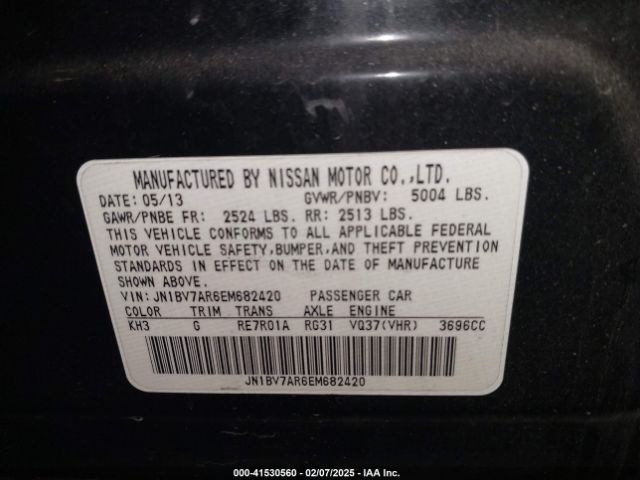 MANUFACTURED BY NISSAN MOTOR CO.,LTD.
DATE: 05/13 GVWR/PNBV: 5004 LBS.
GAWR/PNBE FR: 2524 LBS. RR: 2513 LBS.
THIS VEHICLE CONFORMS TO ALL APPLICABLE FEDERAL
MOTOR VEHICLE SAFETY,BUMPER,AND THEFT PREVENTION
STANDARDS IN EFFECT ON THE DATE OF MANUFACTURE
SHOWN ABOVE.
VIN:JN1BV7AR6EM682420 PASSENGER CAR
COLOR TRIM TRANS AXLE ENGINE
KH3 G RE7R01A RG31 VQ37(VHR) 3696CC
JN1BV7AR6EM682420
000-41530560 - 02/07/2025 - IAA Inc.